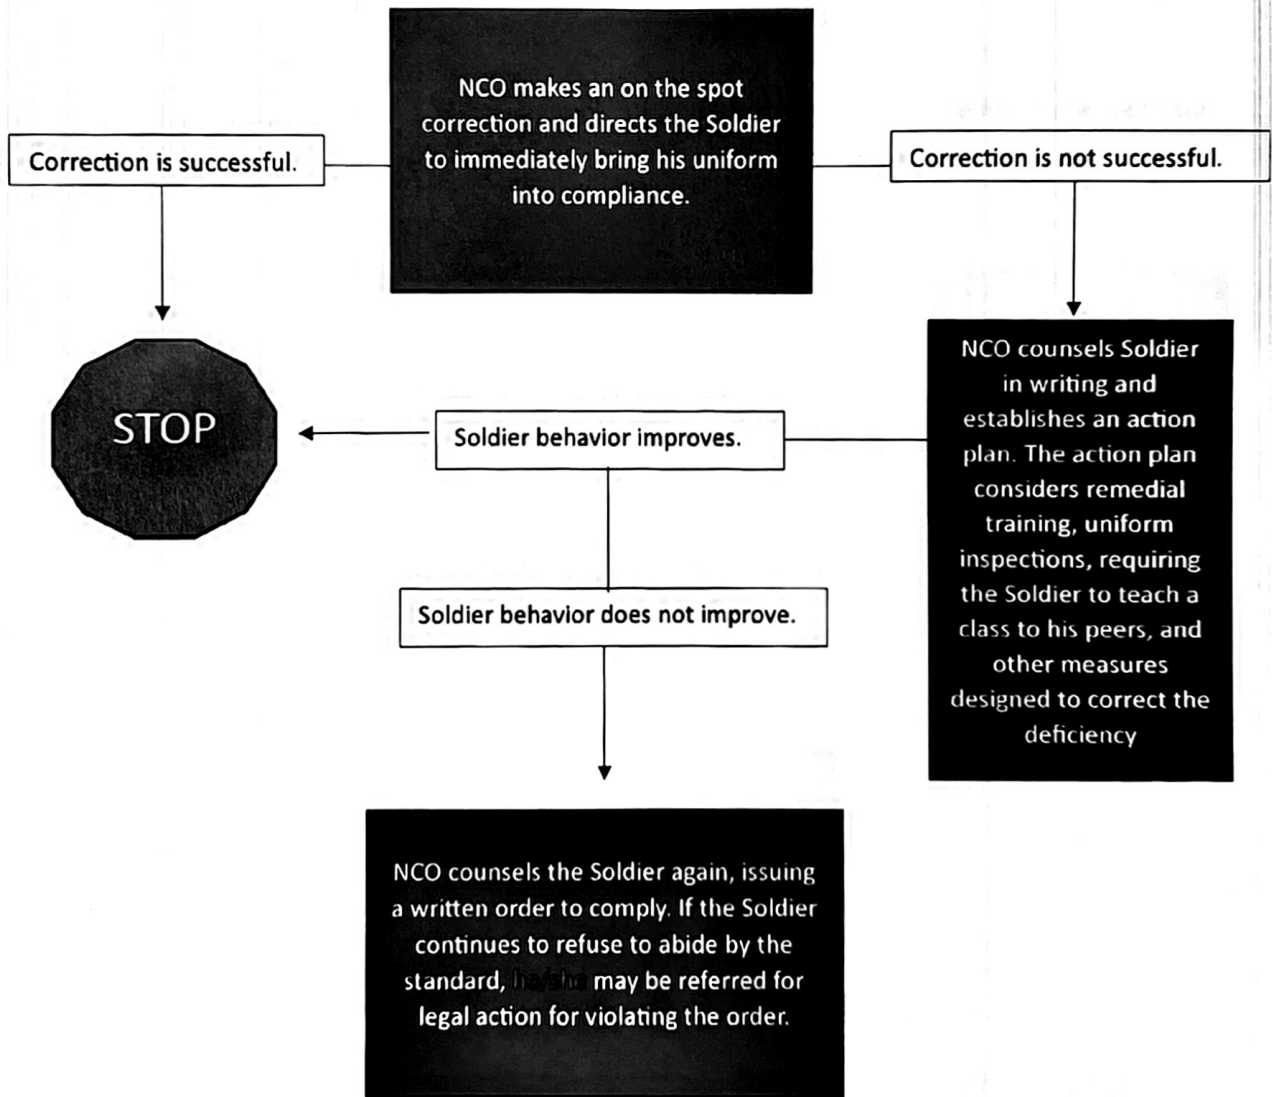 NCO makes an on the spot
correction and directs the Soldier
to immediately bring his uniform
into compliance.
Correction is successful.
Correction is not successful.
STOP
Soldier behavior improves.
NCO counsels Soldier
in writing and
establishes an action
plan. The action plan
considers remedial
training, uniform
inspections, requiring
the Soldier to teach a
class to his peers, and
other measures
designed to correct the
deficiency
Soldier behavior does not improve.
NCO counsels the Soldier again, issuing
a written order to comply. If the Soldier
continues to refuse to abide by the
standard, he/she may be referred for
legal action for violating the order.